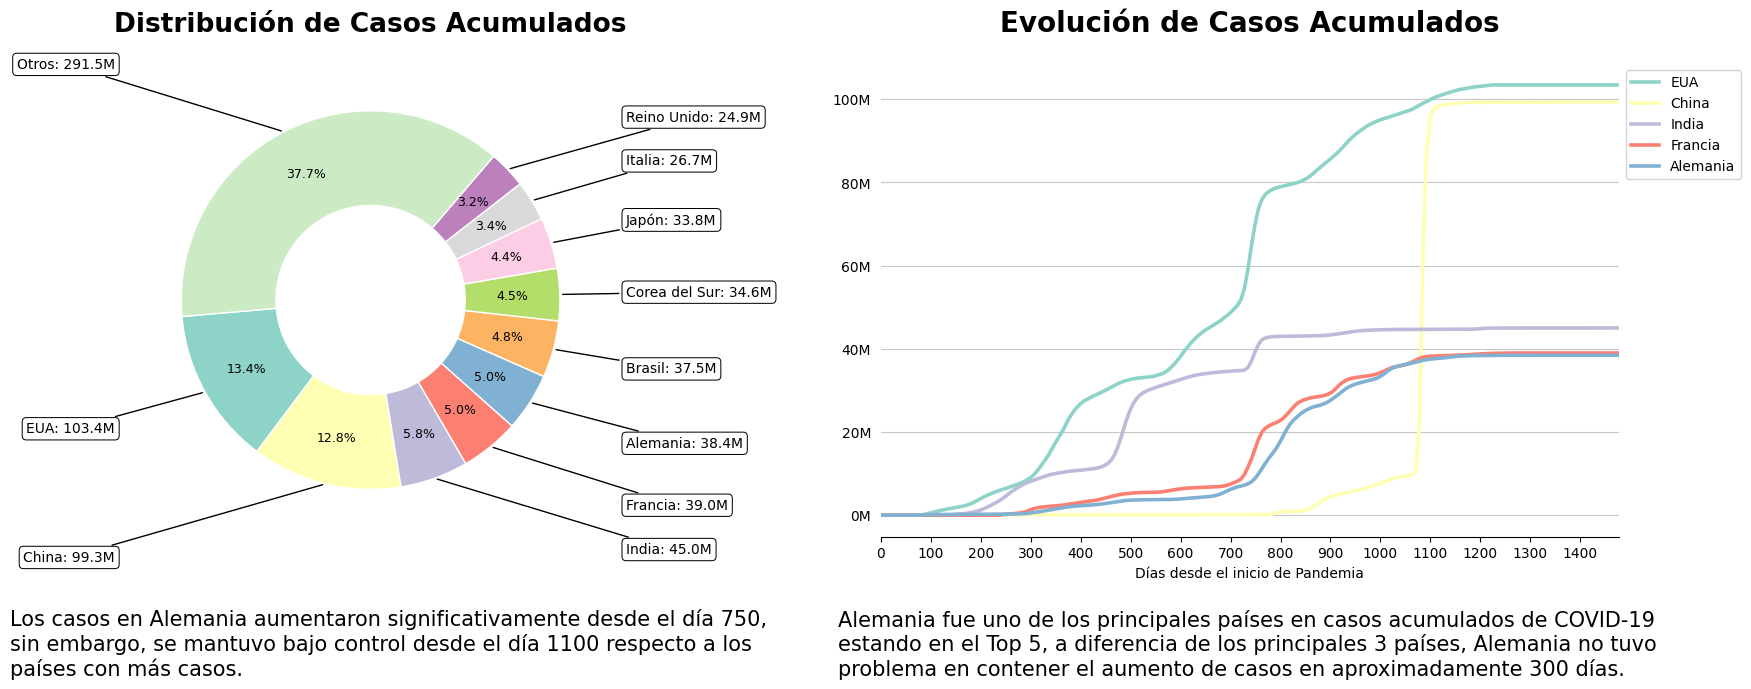 Distribución de Casos Acumulados
Otros: 291.5M
Reino Unido: 24.9M
Italia: 26.7M
Japón: 33.8M
Corea del Sur: 34.6M
Brasil: 37.5M
Alemania: 38.4M
Francia: 39.0M
India: 45.0M
China: 99.3M
EUA: 103.4M
37.7%
3.2%
3.4%
4.4%
4.5%
4.8%
5.0%
5.0%
5.8%
12.8%
13.4%
Los casos en Alemania aumentaron significativamente desde el día 750,
sin embargo, se mantuvo bajo control desde el día 1100 respecto a los
países con más casos.
Evolución de Casos Acumulados
EUA
China
India
Francia
Alemania
100M
80M
60M
40M
20M
0M
0 100 200 300 400 500 600 700 800 900 1000 1100 1200 1300 1400
Días desde el inicio de Pandemia
Alemania fue uno de los principales países en casos acumulados de COVID-19
estando en el Top 5, a diferencia de los principales 3 países, Alemania no tuvo
problema en contener el aumento de casos en aproximadamente 300 días.